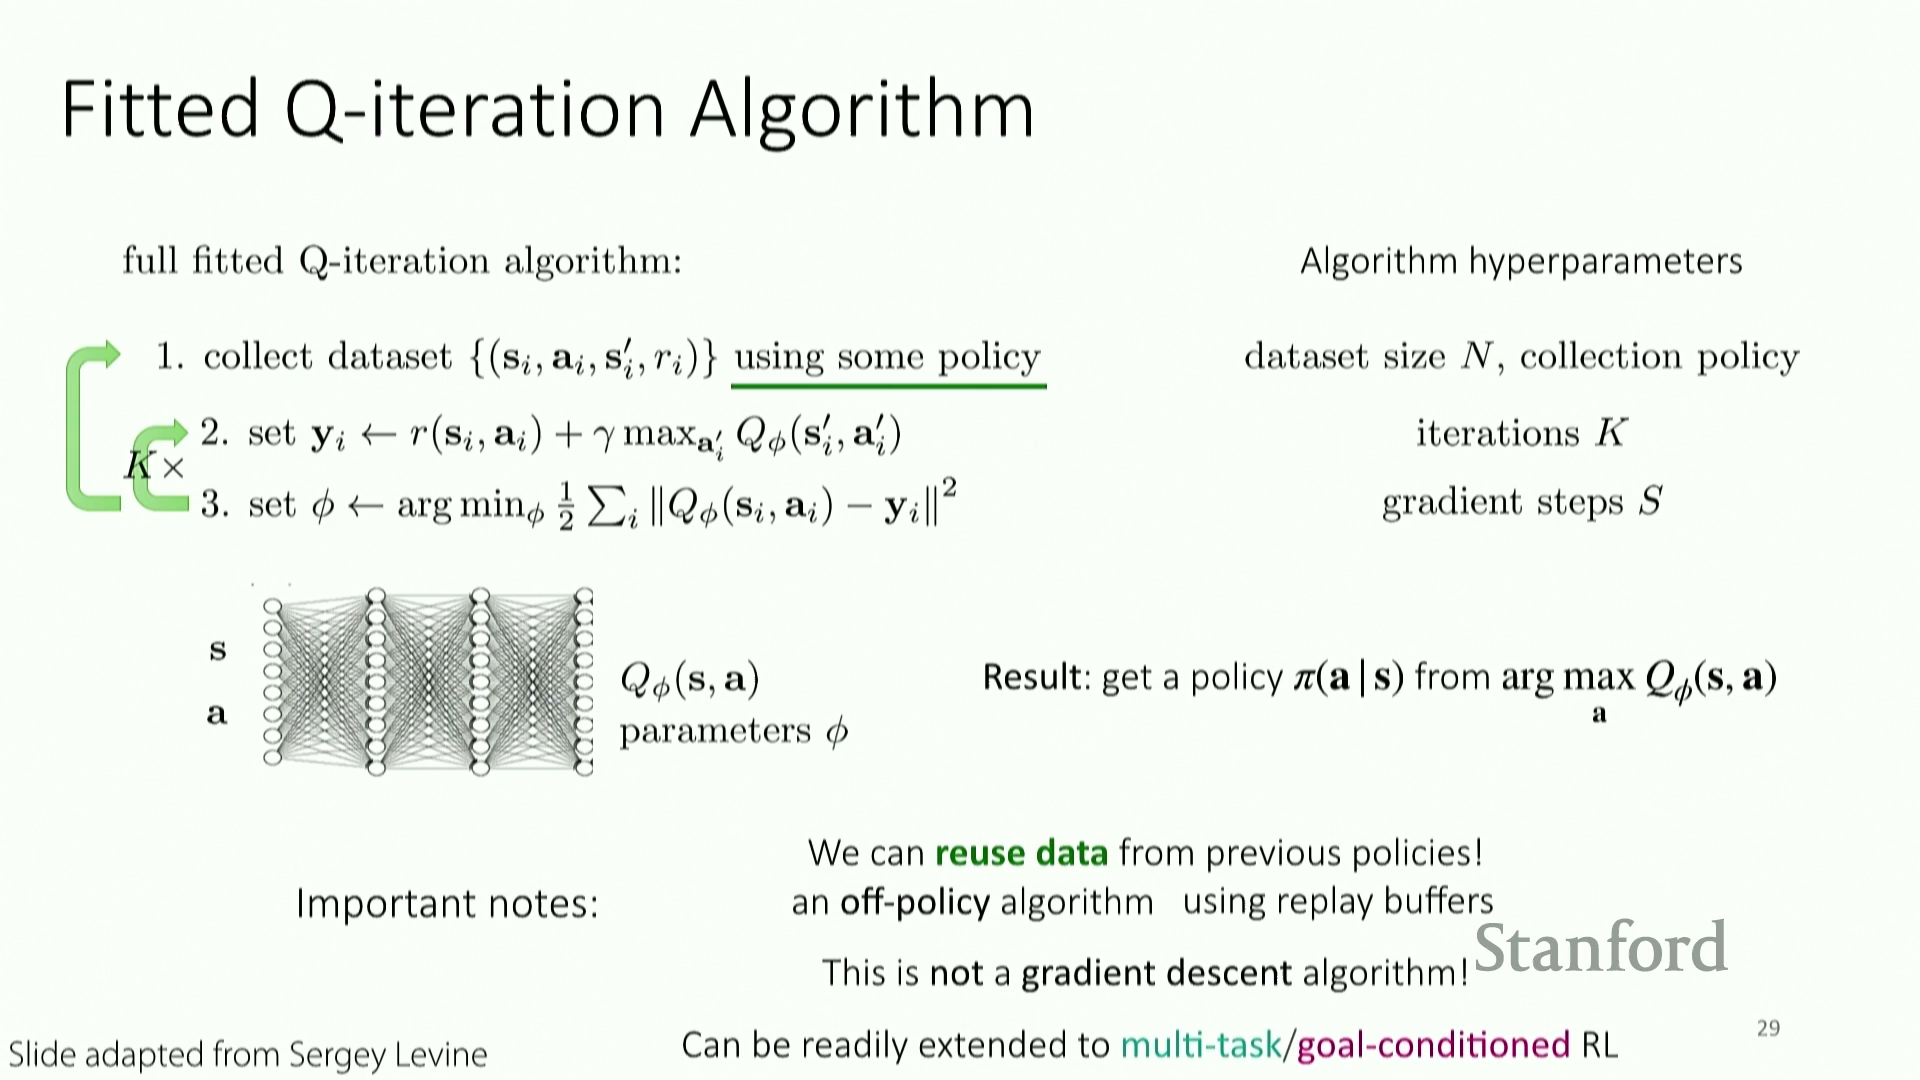 Fitted Q-iteration Algorithm
full fitted Q-iteration algorithm:
Algorithm hyperparameters
1. collect dataset {(s_i, a_i, s'_i, r_i)} using some policy
dataset size N, collection policy
2. set y_i ← r(s_i, a_i) + γ max_{a'_i} Q_ϕ(s'_i, a'_i)
iterations K
K ×
3. set ϕ ← arg min_ϕ 1/2 ∑_i ‖Q_ϕ(s_i, a_i) − y_i‖²
gradient steps S
s
a
Q_ϕ(s, a)
parameters ϕ
Result: get a policy π(a | s) from arg max_a Q_ϕ(s, a)
Important notes:
We can reuse data from previous policies!
an off-policy algorithm using replay buffers
This is not a gradient descent algorithm!
Stanford
Can be readily extended to multi-task/goal-conditioned RL
29
Slide adapted from Sergey Levine